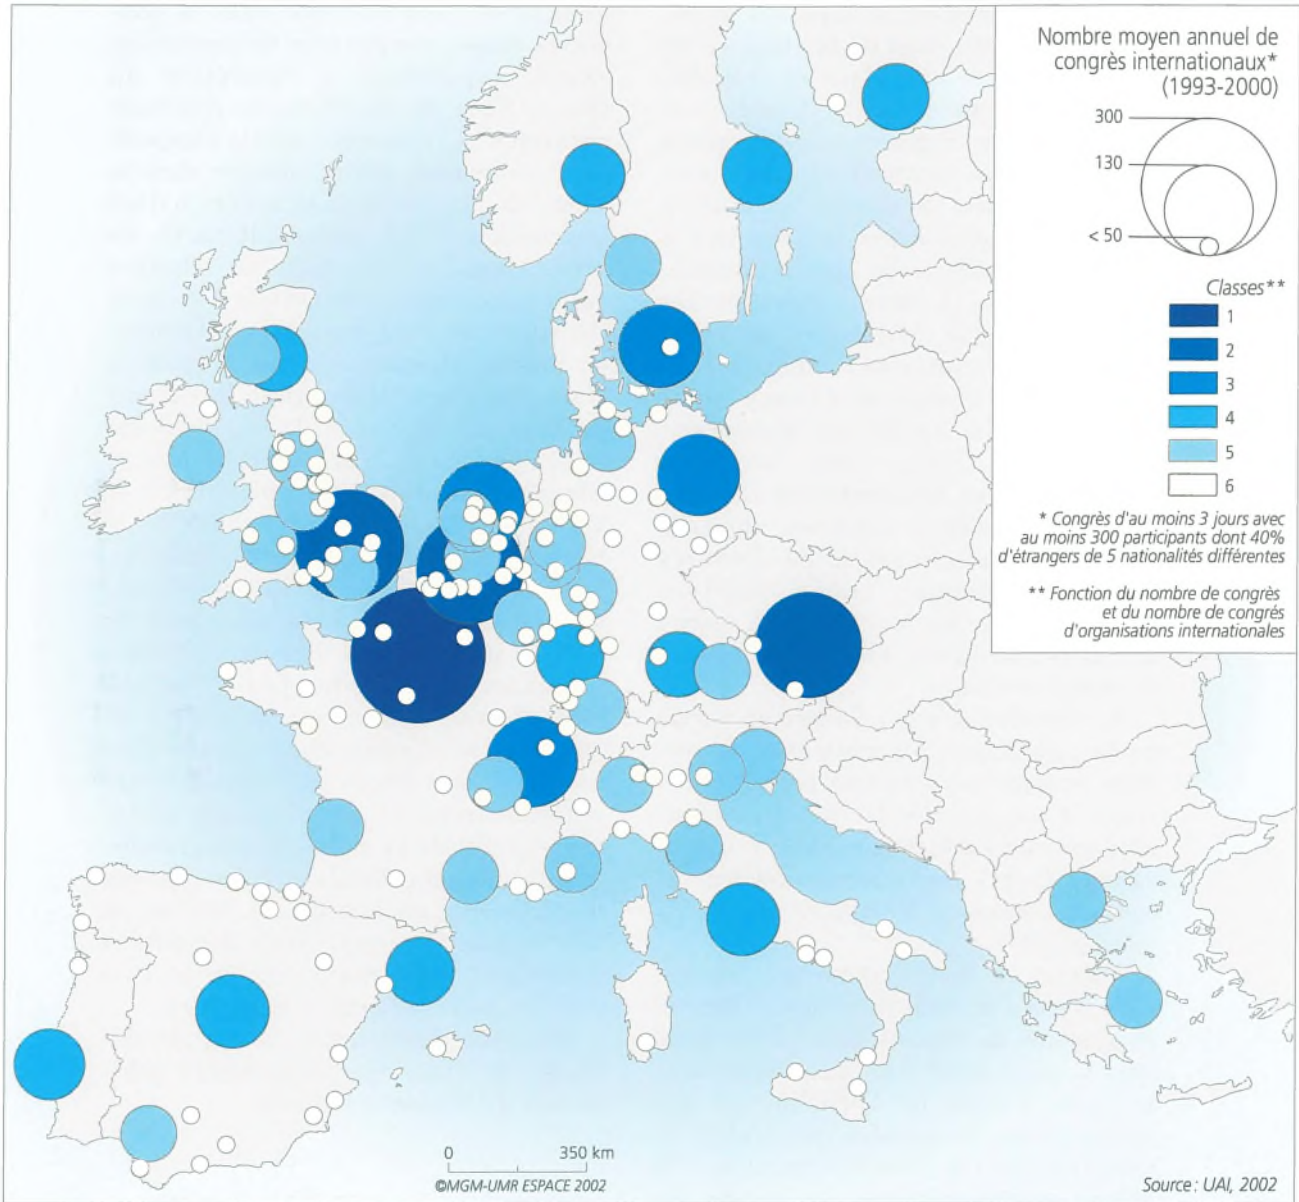 Nombre moyen annuel de
congrès internationaux*
(1993-2000)
300
130
< 50
Classes**
1
2
3
4
5
6
* Congrès d'au moins 3 jours avec
au moins 300 participants dont 40%
d'étrangers de 5 nationalités différentes
** Fonction du nombre de congrès
et du nombre de congrés
d'organisations internationales
0 350 km
©MGM-UMR ESPACE 2002
Source : UAI, 2002